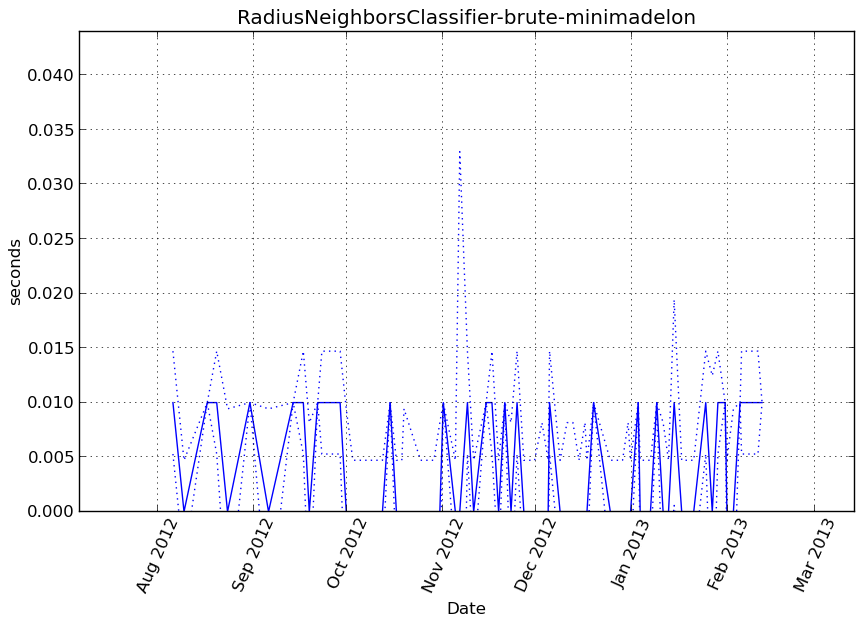 RadiusNeighborsClassifier-brute-minimadelon
0.040
0.035
0.030
0.025
0.020
0.015
0.010
0.005
0.000
seconds
Aug 2012
Sep 2012
Oct 2012
Nov 2012
Dec 2012
Jan 2013
Feb 2013
Mar 2013
Date